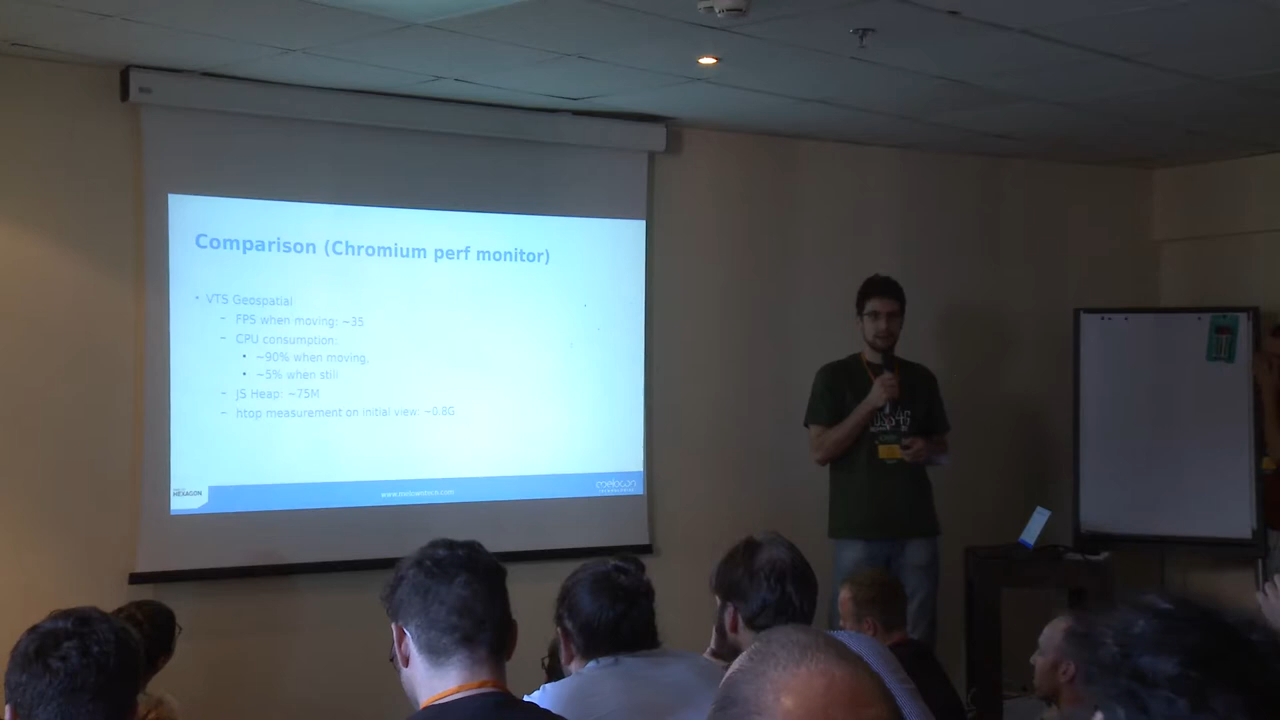 Comparison (Chromium perf monitor)
• VTS Geospatial
– FPS when moving: ~35
– CPU consumption:
• ~90% when moving,
• ~5% when still
– JS Heap: ~75M
– htop measurement on initial view: ~0.8G
HEXAGON
www.melowntech.com
melown
TECHNOLOGIES